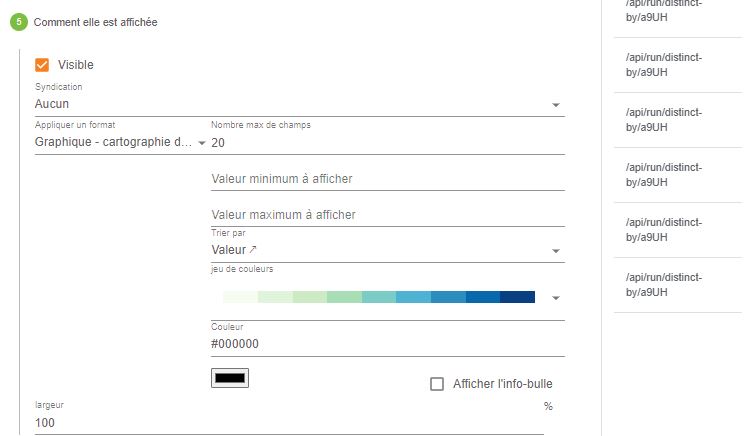 5 Comment elle est affichée
Visible
Syndication
Aucun
Appliquer un format
Graphique - cartographie d...
Nombre max de champs
20
Valeur minimum à afficher
Valeur maximum à afficher
Trier par
Valeur ↗
jeu de couleurs
Couleur
#000000
Afficher l'info-bulle
largeur
100
%
/api/run/distinct-
by/a9UH
/api/run/distinct-
by/a9UH
/api/run/distinct-
by/a9UH
/api/run/distinct-
by/a9UH
/api/run/distinct-
by/a9UH
/api/run/distinct-
by/a9UH